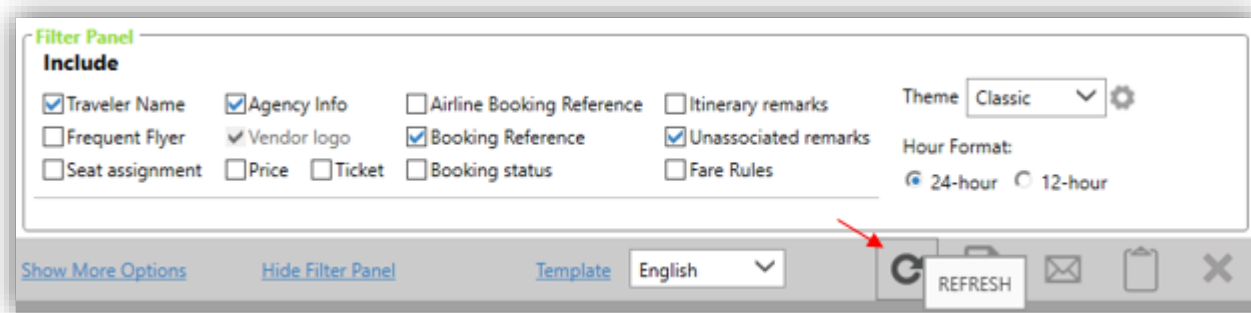 Filter Panel
Include
Traveler Name Agency Info Airline Booking Reference Itinerary remarks Theme Classic
Frequent Flyer Vendor logo Booking Reference Unassociated remarks Hour Format:
Seat assignment Price Ticket Booking status Fare Rules 24-hour 12-hour
Show More Options Hide Filter Panel Template English
REFRESH